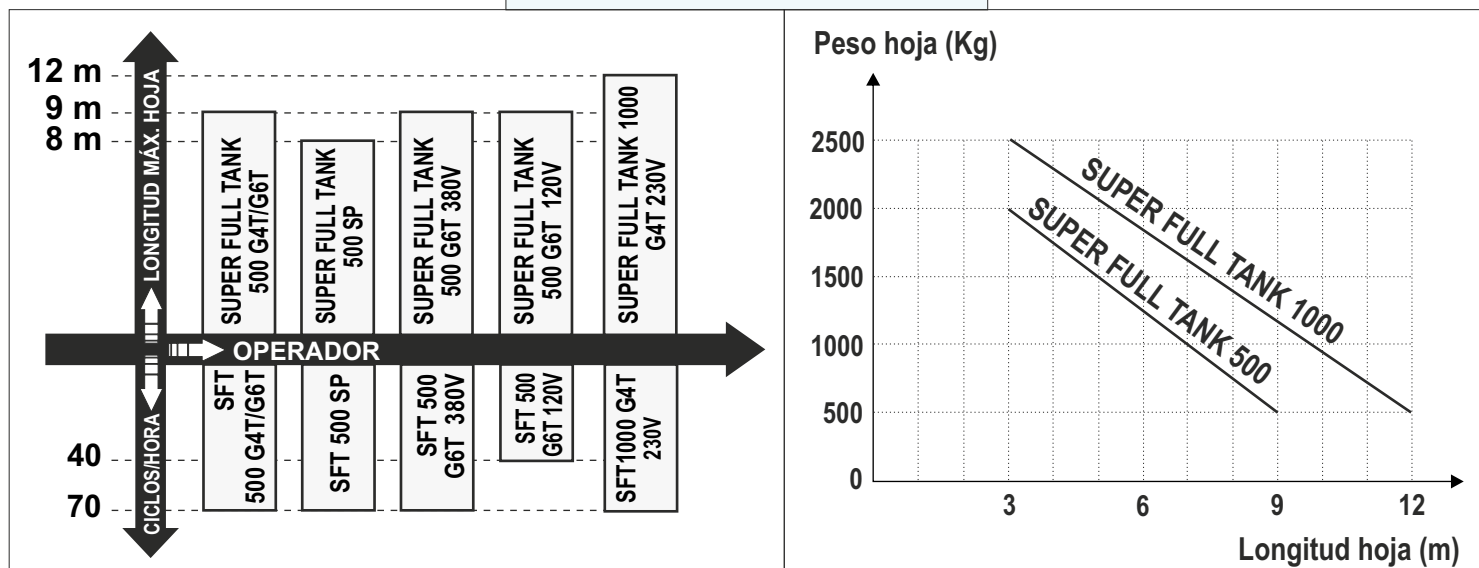 12 m
9 m
8 m
LONGITUD MÁX. HOJA
SUPER FULL TANK
500 G4T/G6T
SUPER FULL TANK
500 SP
SUPER FULL TANK
500 G6T 380V
SUPER FULL TANK
500 G6T 120V
SUPER FULL TANK 1000
G4T 230V
OPERADOR
CICLOS/HORA
40
70
SFT
500 G4T/G6T
SFT 500 SP
SFT 500
G6T 380V
SFT 500
G6T 120V
SFT1000 G4T
230V
Peso hoja (Kg)
2500
2000
1500
1000
500
0
SUPER FULL TANK 1000
SUPER FULL TANK 500
3
6
9
12
Longitud hoja (m)